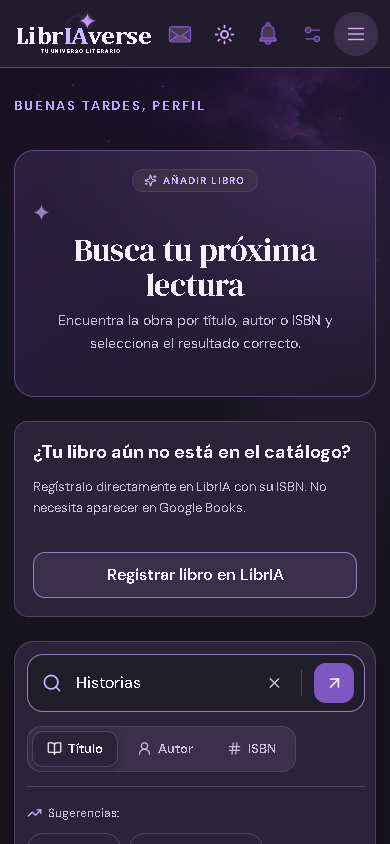 LibrIAverse
TU UNIVERSO LITERARIO
BUENAS TARDES, PERFIL
AÑADIR LIBRO
Busca tu próxima
lectura
Encuentra la obra por título, autor o ISBN y
selecciona el resultado correcto.
¿Tu libro aún no está en el catálogo?
Regístralo directamente en LibrIA con su ISBN. No
necesita aparecer en Google Books.
Registrar libro en LibrIA
Historias
Título
Autor
ISBN
Sugerencias: